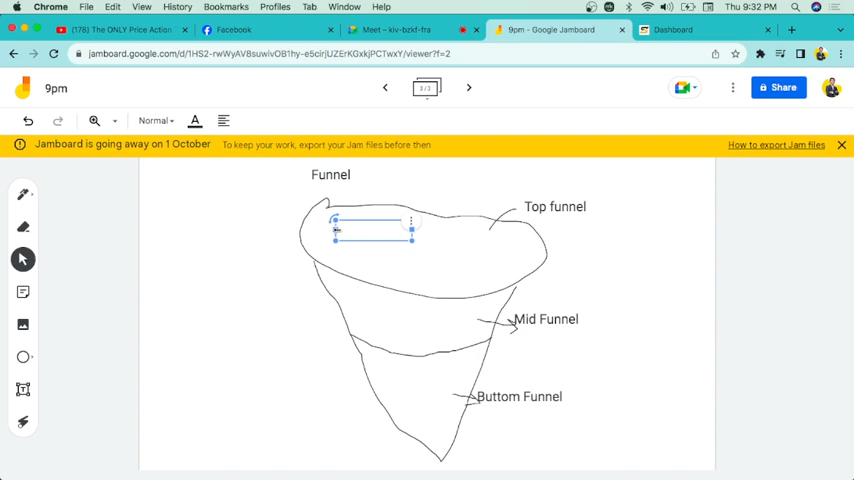 Chrome File Edit View History Bookmarks Profiles Tab Window Help Thu 9:32 PM
(178) The ONLY Price Action Facebook Meet – kiv-bzkf-fra 9pm - Google Jamboard Dashboard
jamboard.google.com/d/1HS2-rwWyAV8suwivOB1hy-e5cirjUZErKGxkjPCTwxY/viewer?f=2
9pm
3 / 3
Share
Normal
A
Jamboard is going away on 1 October To keep your work, export your Jam files before then How to export Jam files
Funnel
Top funnel
Mid Funnel
Buttom Funnel